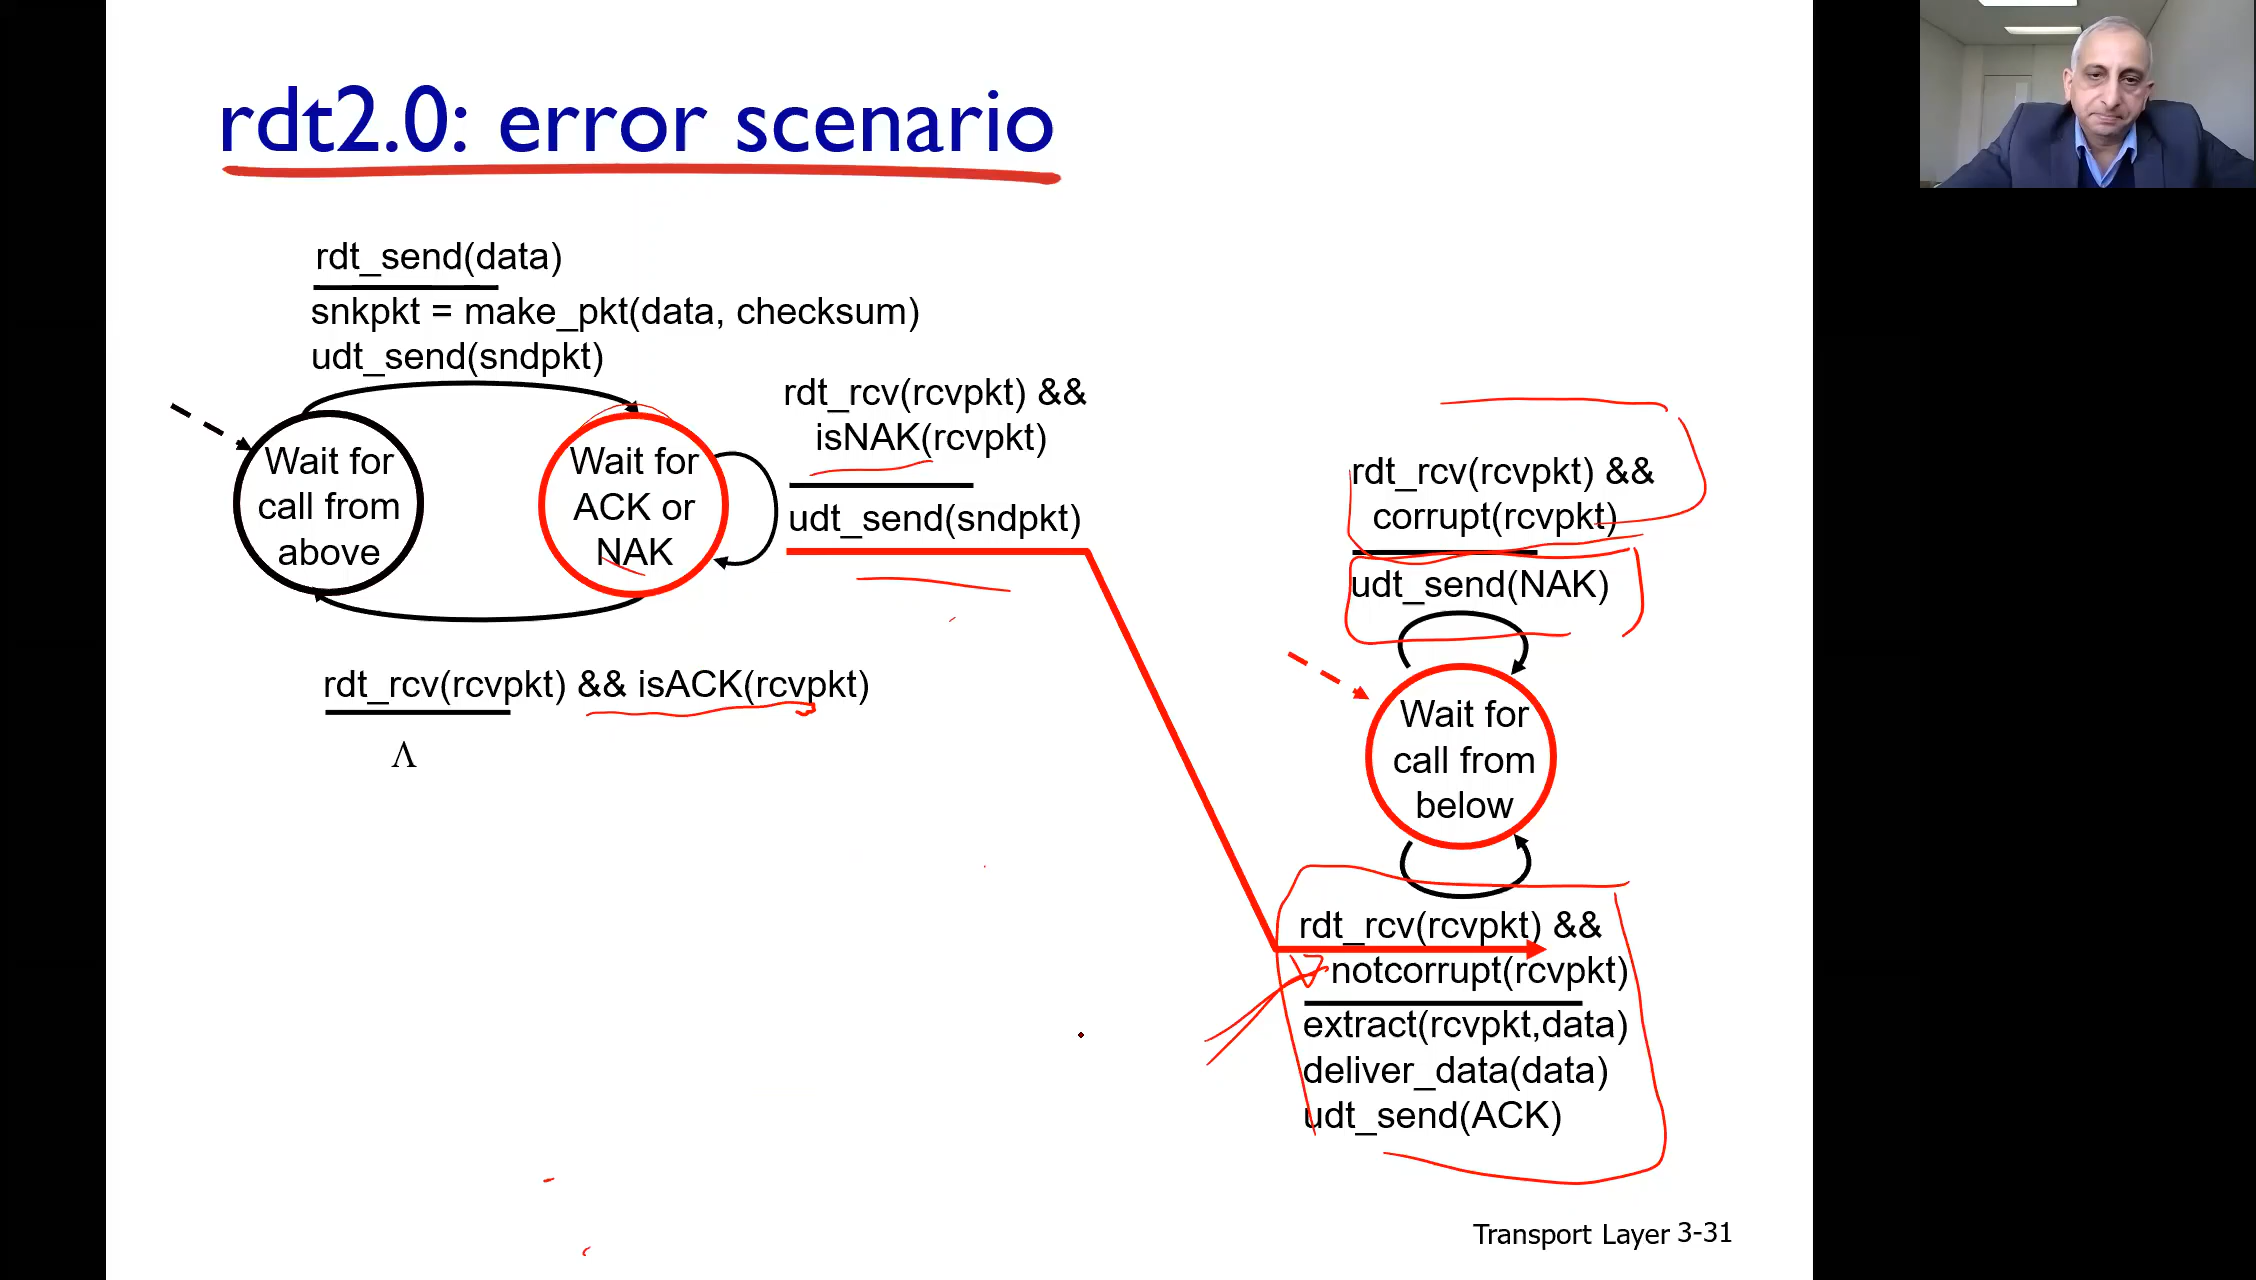 rdt2.0: error scenario
rdt_send(data)
snkpkt = make_pkt(data, checksum)
udt_send(sndpkt)
Wait for
call from
above
Wait for
ACK or
NAK
rdt_rcv(rcvpkt) &&
isNAK(rcvpkt)
udt_send(sndpkt)
rdt_rcv(rcvpkt) && isACK(rcvpkt)
Λ
rdt_rcv(rcvpkt) &&
corrupt(rcvpkt)
udt_send(NAK)
Wait for
call from
below
rdt_rcv(rcvpkt) &&
notcorrupt(rcvpkt)
extract(rcvpkt,data)
deliver_data(data)
udt_send(ACK)
Transport Layer 3-31